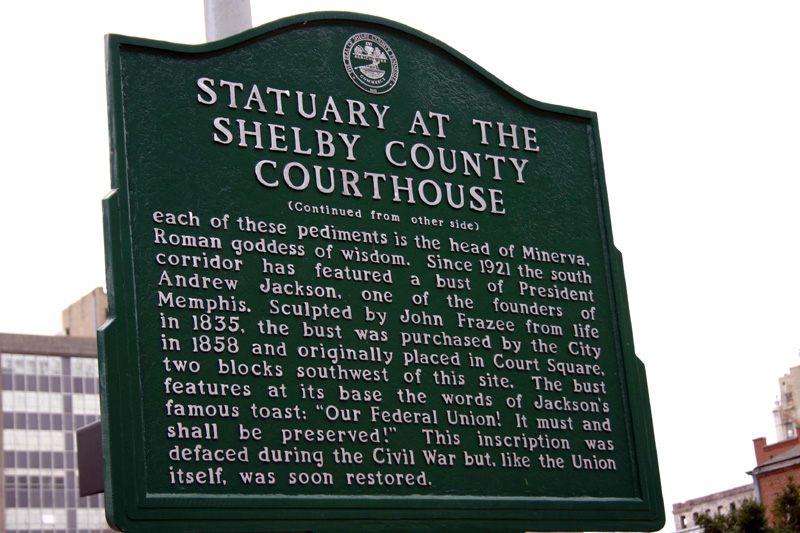 AGRICULTURE
COMMERCE
STATUARY AT THE
SHELBY COUNTY
COURTHOUSE
(Continued from other side)
each of these pediments is the head of Minerva,
Roman goddess of wisdom. Since 1921 the south
corridor has featured a bust of President
Andrew Jackson, one of the founders of
Memphis. Sculpted by John Frazee from life
in 1835, the bust was purchased by the City
in 1858 and originally placed in Court Square,
two blocks southwest of this site. The bust
features at its base the words of Jackson's
famous toast: "Our Federal Union! It must and
shall be preserved!" This inscription was
defaced during the Civil War but, like the Union
itself, was soon restored.